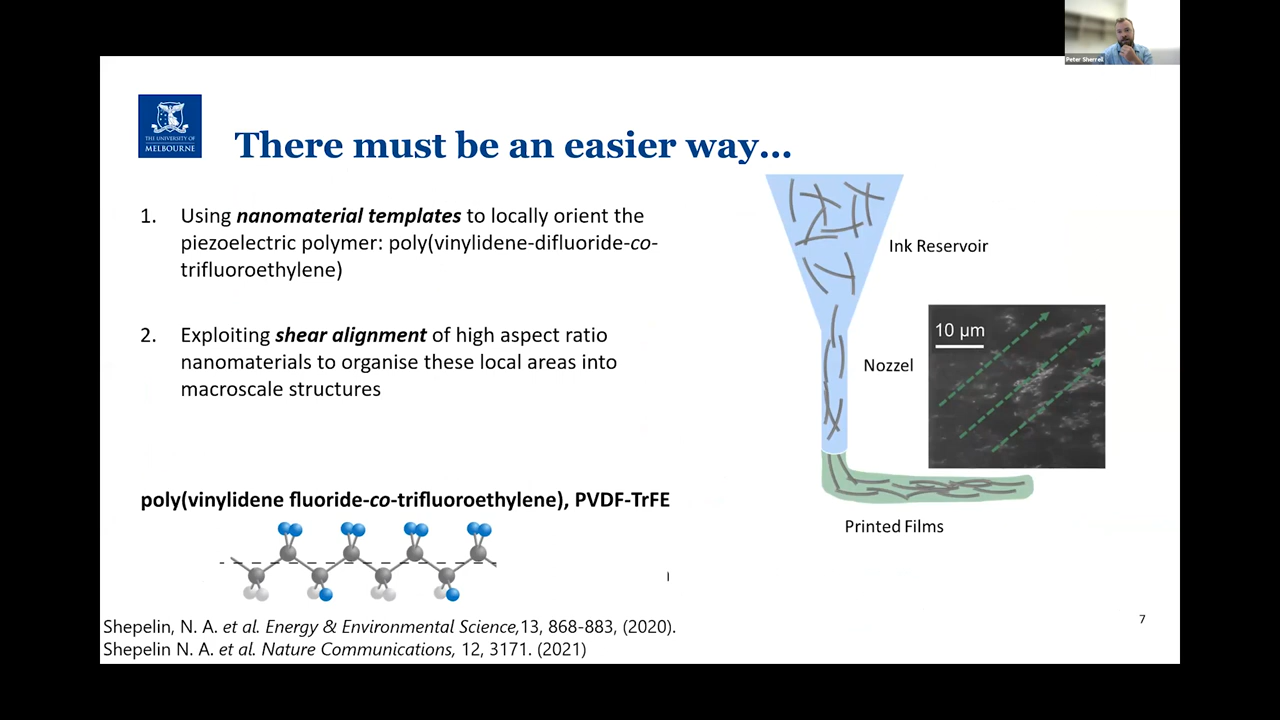 Peter Sherrell
THE UNIVERSITY OF
MELBOURNE
There must be an easier way...
1. Using nanomaterial templates to locally orient the
piezoelectric polymer: poly(vinylidene-difluoride-co-
trifluoroethylene)
2. Exploiting shear alignment of high aspect ratio
nanomaterials to organise these local areas into
macroscale structures
Ink Reservoir
10 µm
Nozzel
Printed Films
poly(vinylidene fluoride-co-trifluoroethylene), PVDF-TrFE
Shepelin, N. A. et al. Energy & Environmental Science,13, 868-883, (2020).
Shepelin N. A. et al. Nature Communications, 12, 3171. (2021)
7